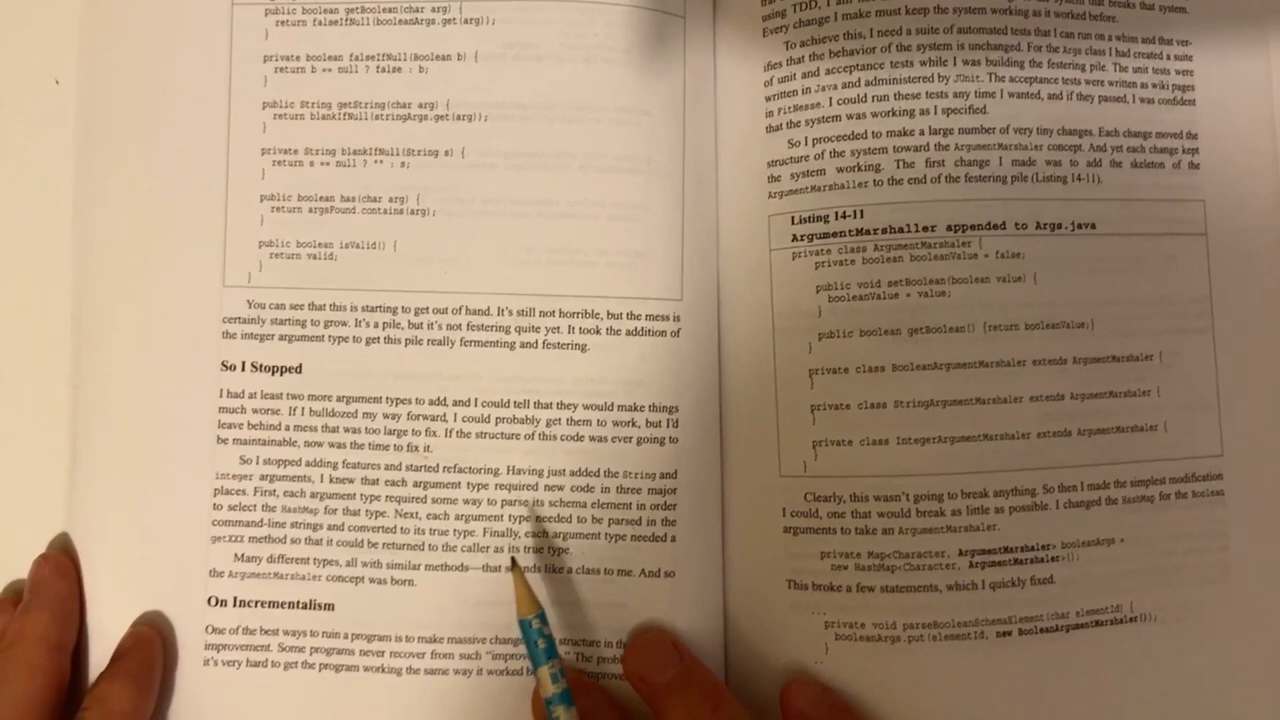 public boolean getBoolean(char arg) {
return falseIfNull(booleanArgs.get(arg));
}
private boolean falseIfNull(Boolean b) {
return b == null ? false : b;
}
public String getString(char arg) {
return blankIfNull(stringArgs.get(arg));
}
private String blankIfNull(String s) {
return s == null ? "" : s;
}
public boolean has(char arg) {
return argsFound.contains(arg);
}
public boolean isValid() {
return valid;
}
}
You can see that this is starting to get out of hand. It's still not horrible, but the mess is
certainly starting to grow. It's a pile, but it's not festering quite yet. It took the addition of
the integer argument type to get this pile really fermenting and festering.
So I Stopped
I had at least two more argument types to add, and I could tell that they would make things
much worse. If I bulldozed my way forward, I could probably get them to work, but I'd
leave behind a mess that was too large to fix. If the structure of this code was ever going to
be maintainable, now was the time to fix it.
So I stopped adding features and started refactoring. Having just added the String and
integer arguments, I knew that each argument type required new code in three major
places. First, each argument type required some way to parse its schema element in order
to select the HashMap for that type. Next, each argument type needed to be parsed in the
command-line strings and converted to its true type. Finally, each argument type needed a
getXXX method so that it could be returned to the caller as its true type.
Many different types, all with similar methods—that sounds like a class to me. And so
the ArgumentMarshaler concept was born.
On Incrementalism
One of the best ways to ruin a program is to make massive structure in
improvement. Some programs never recover from such The
it's very hard to get the program working the same way it worked
using TDD, I that breaks that system.
Every change I make must keep the system working as it worked before.
To achieve this, I need a suite of automated tests that I can run on a whim and that ver-
ifies that the behavior of the system is unchanged. For the Args class I had created a suite
of unit and acceptance tests while I was building the festering pile. The unit tests were
written in Java and administered by JUnit. The acceptance tests were written as wiki pages
in FitNesse. I could run these tests any time I wanted, and if they passed, I was confident
that the system was working as I specified.
So I proceeded to make a large number of very tiny changes. Each change moved the
structure of the system toward the ArgumentMarshaler concept. And yet each change kept
the system working. The first change I made was to add the skeleton of the
ArgumentMarshaller to the end of the festering pile (Listing 14-11).
Listing 14-11
ArgumentMarshaller appended to Args.java
private class ArgumentMarshaler {
private boolean booleanValue = false;
public void setBoolean(boolean value) {
booleanValue = value;
}
public boolean getBoolean() {return booleanValue;}
}
private class BooleanArgumentMarshaler extends ArgumentMarshaler {
}
private class StringArgumentMarshaler extends ArgumentMarshaler {
}
private class IntegerArgumentMarshaler extends ArgumentMarshaler {
}
}
Clearly, this wasn't going to break anything. So then I made the simplest modification
I could, one that would break as little as possible. I changed the HashMap for the Boolean
arguments to take an ArgumentMarshaler.
private Map<Character, ArgumentMarshaler> booleanArgs =
new HashMap<Character, ArgumentMarshaler>();
This broke a few statements, which I quickly fixed.
...
private void parseBooleanSchemaElement(char elementId) {
booleanArgs.put(elementId, new BooleanArgumentMarshaler());
}
..